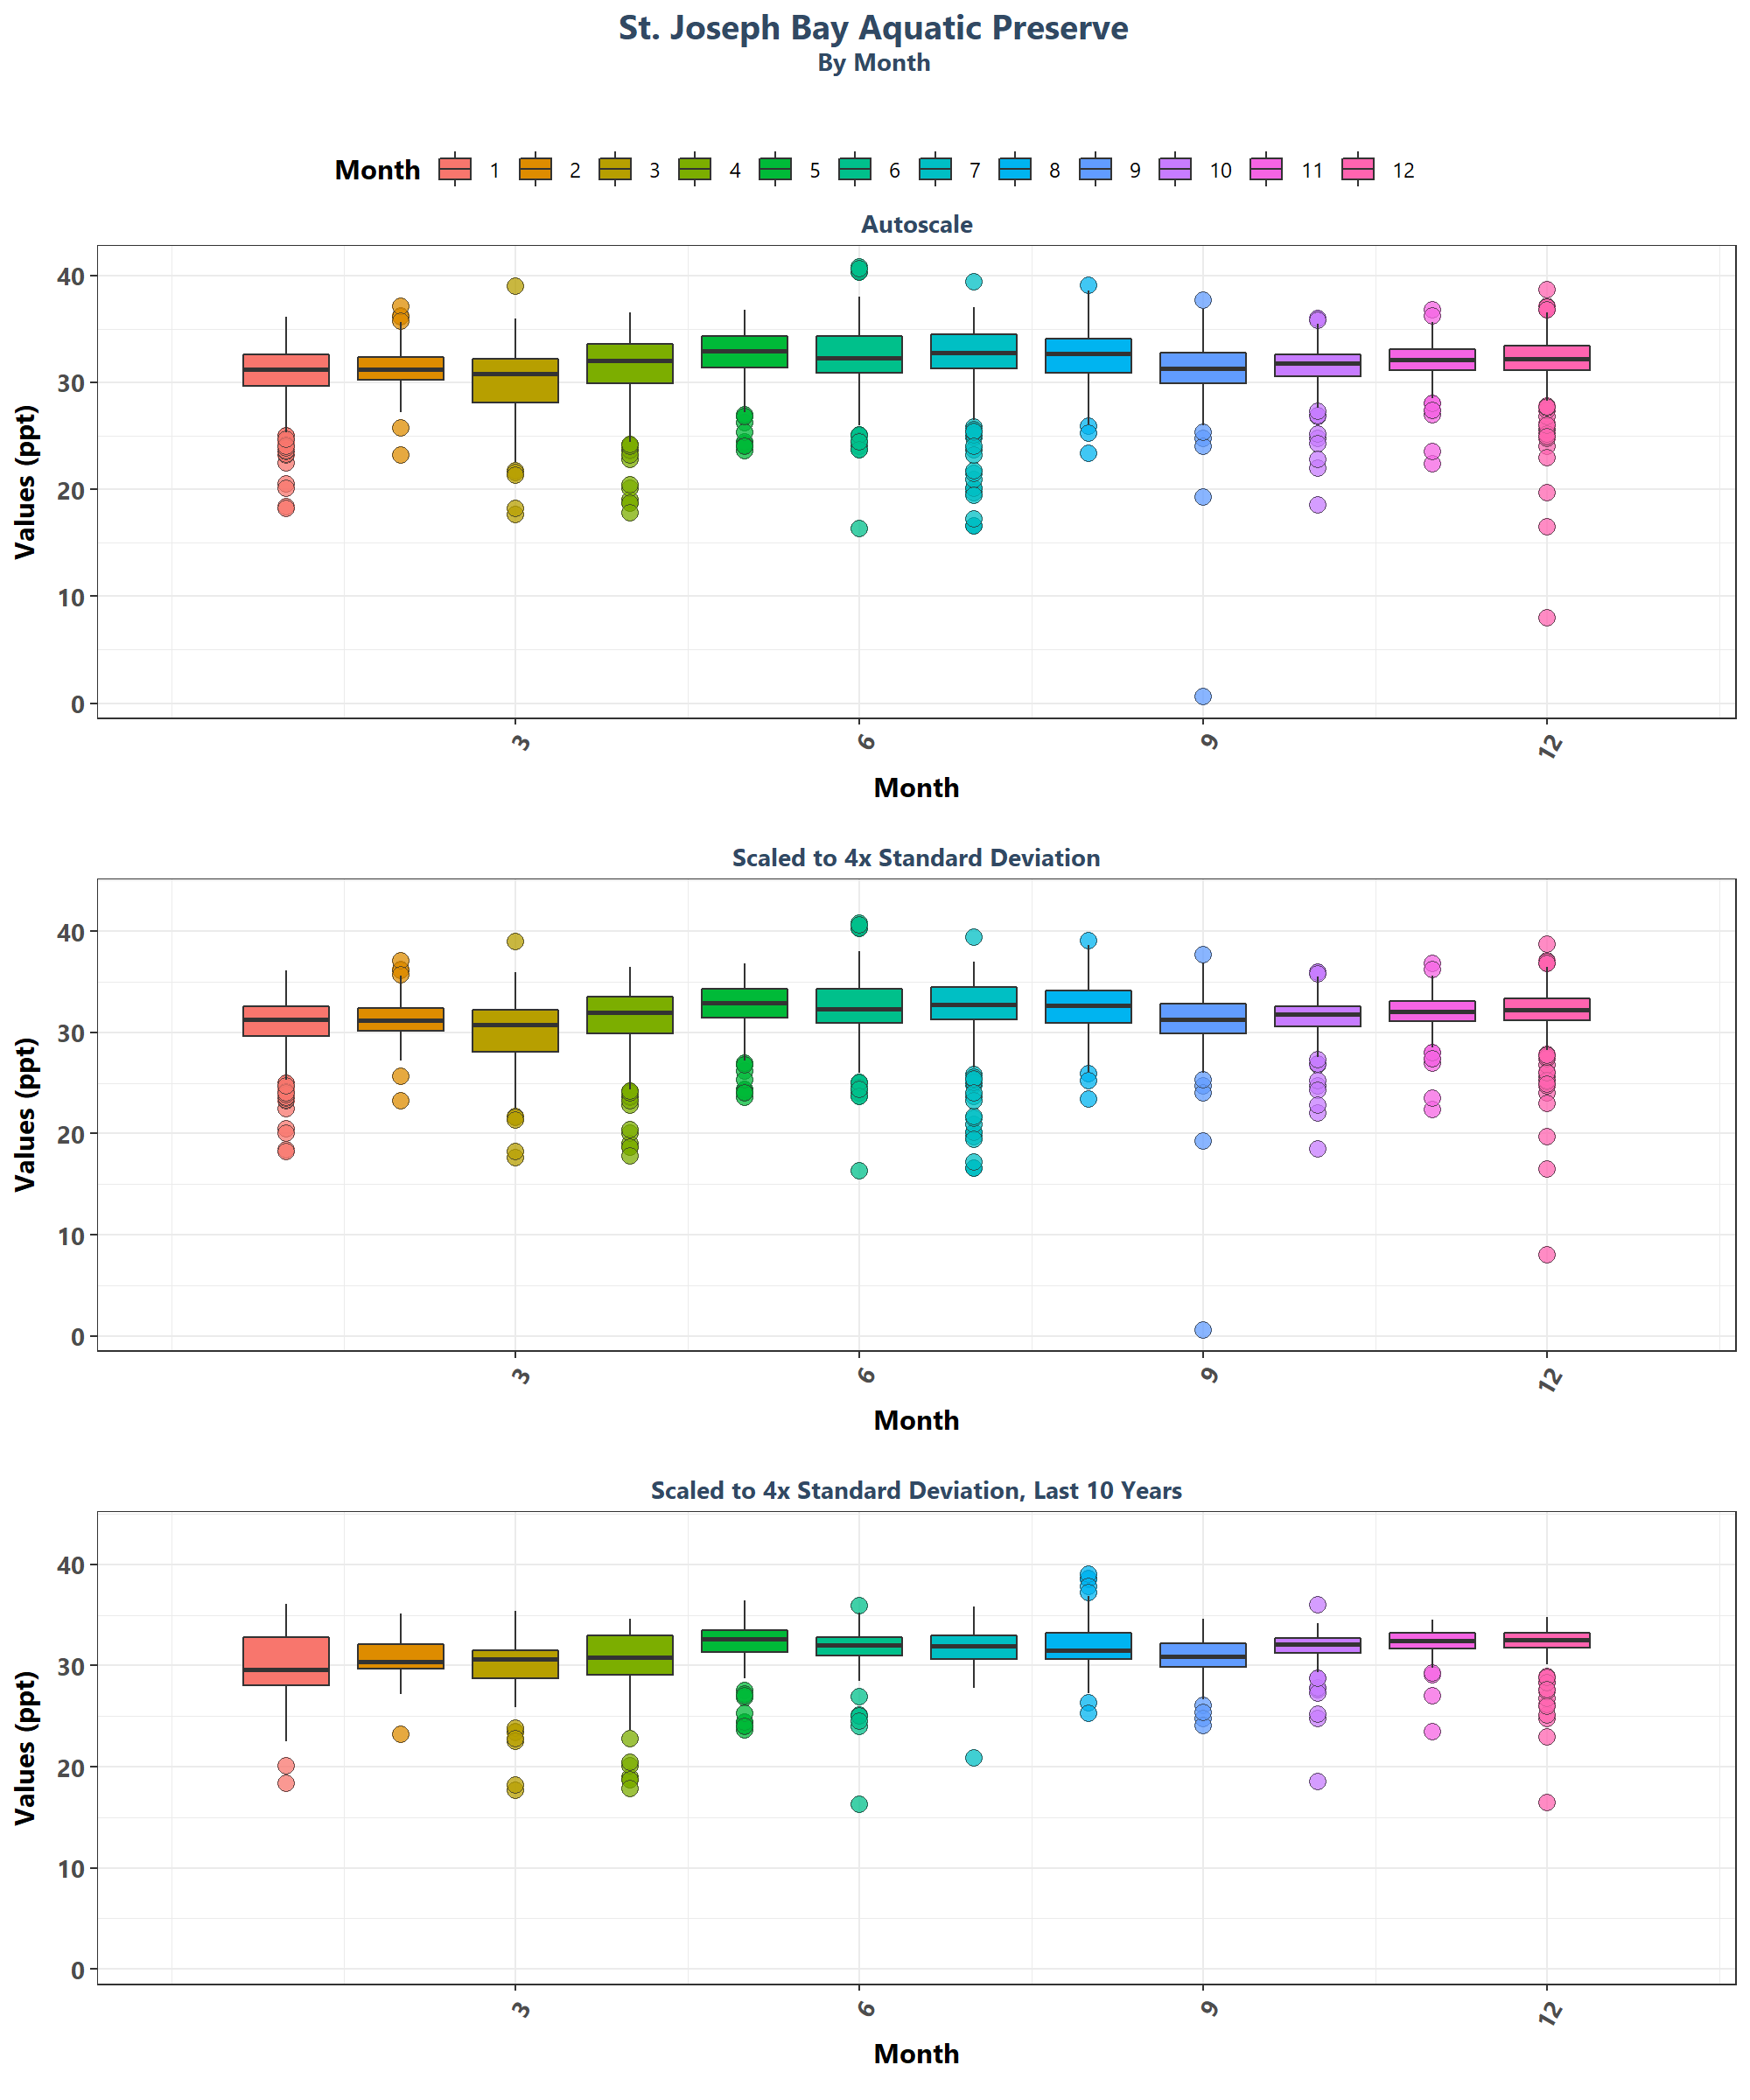 St. Joseph Bay Aquatic Preserve
By Month
Month 1 2 3 4 5 6 7 8 9 10 11 12
Autoscale
Values (ppt)
40
30
20
10
0
3 6 9 12
Month
Scaled to 4x Standard Deviation
Values (ppt)
40
30
20
10
0
3 6 9 12
Month
Scaled to 4x Standard Deviation, Last 10 Years
Values (ppt)
40
30
20
10
0
3 6 9 12
Month